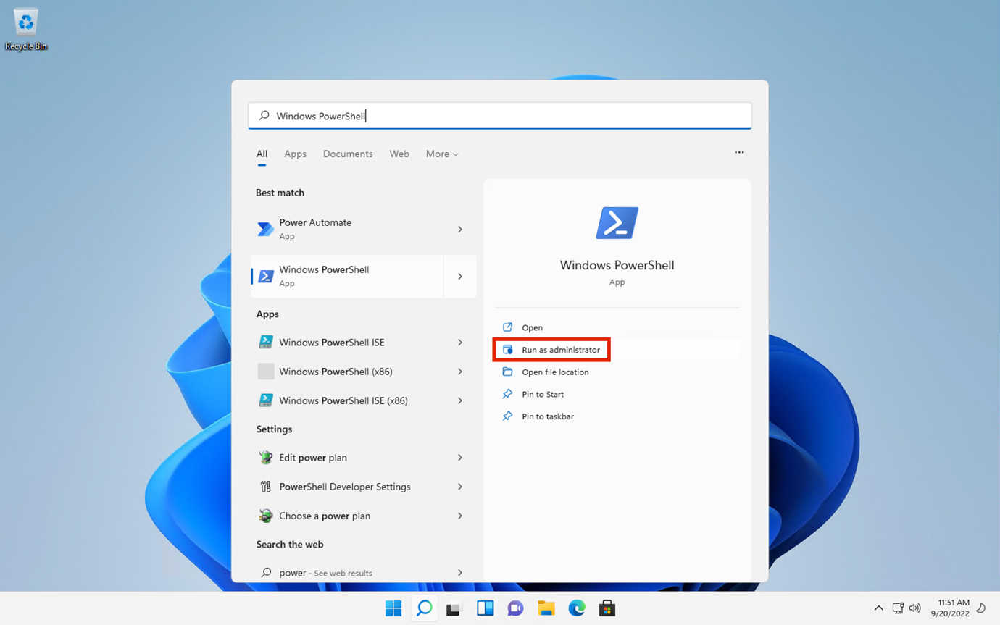 Recycle Bin
Windows PowerShell
All Apps Documents Web More
Best match
Power Automate
App
Windows PowerShell
App
Apps
Windows PowerShell ISE
Windows PowerShell (x86)
Windows PowerShell ISE (x86)
Settings
Edit power plan
PowerShell Developer Settings
Choose a power plan
Search the web
power - See web results
Windows PowerShell
App
Open
Run as administrator
Open file location
Pin to Start
Pin to taskbar
11:51 AM
9/20/2022